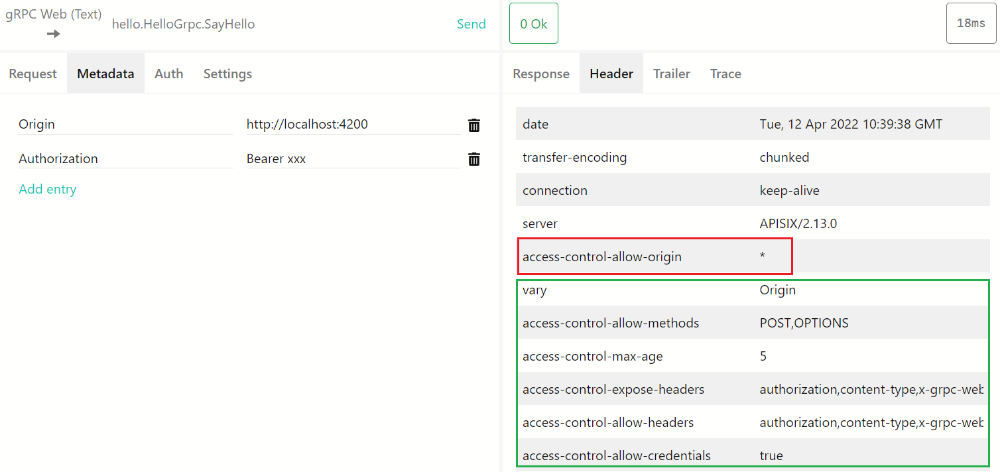 gRPC Web (Text)
hello.HelloGrpc.SayHello
Send
0 Ok
18ms
Request Metadata Auth Settings
Response Header Trailer Trace
Origin http://localhost:4200
Authorization Bearer xxx
Add entry
date Tue, 12 Apr 2022 10:39:38 GMT
transfer-encoding chunked
connection keep-alive
server APISIX/2.13.0
access-control-allow-origin *
vary Origin
access-control-allow-methods POST,OPTIONS
access-control-max-age 5
access-control-expose-headers authorization,content-type,x-grpc-web
access-control-allow-headers authorization,content-type,x-grpc-web
access-control-allow-credentials true